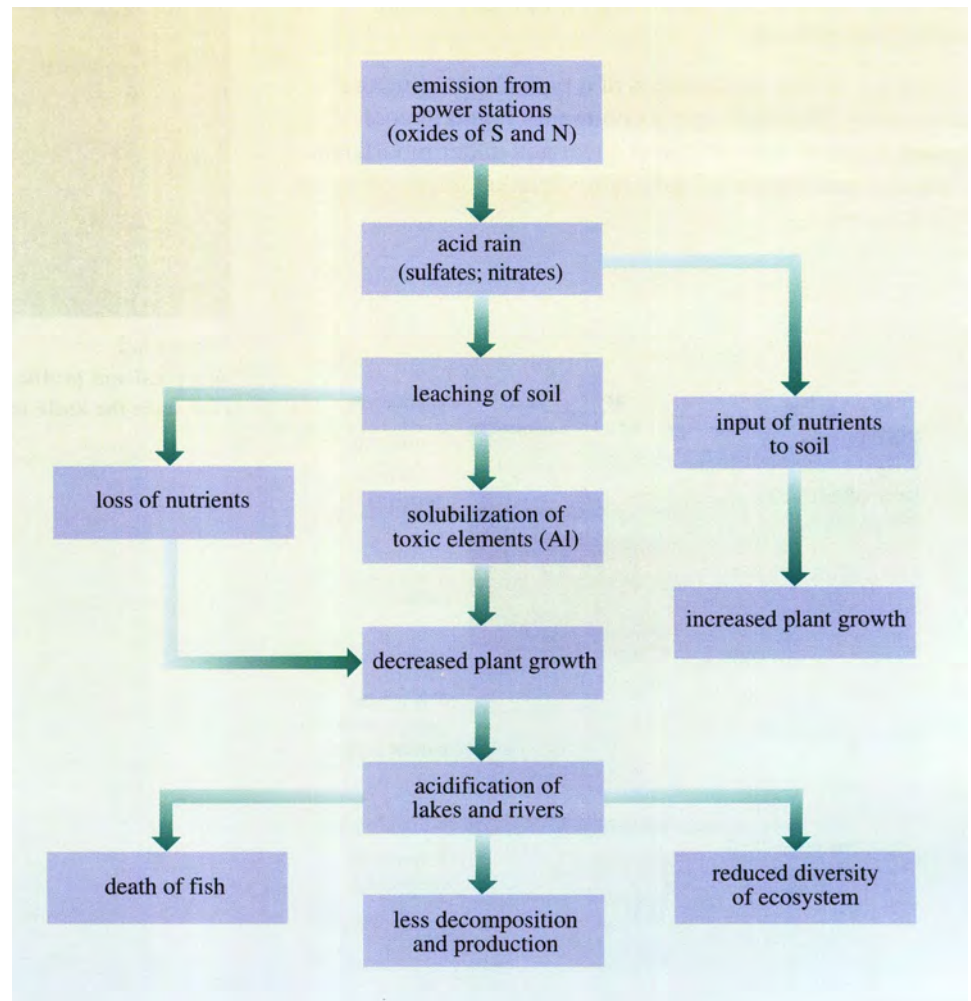 emission from
power stations
(oxides of S and N)
acid rain
(sulfates; nitrates)
leaching of soil
input of nutrients
to soil
loss of nutrients
solubilization of
toxic elements (Al)
increased plant growth
decreased plant growth
acidification of
lakes and rivers
death of fish
less decomposition
and production
reduced diversity
of ecosystem